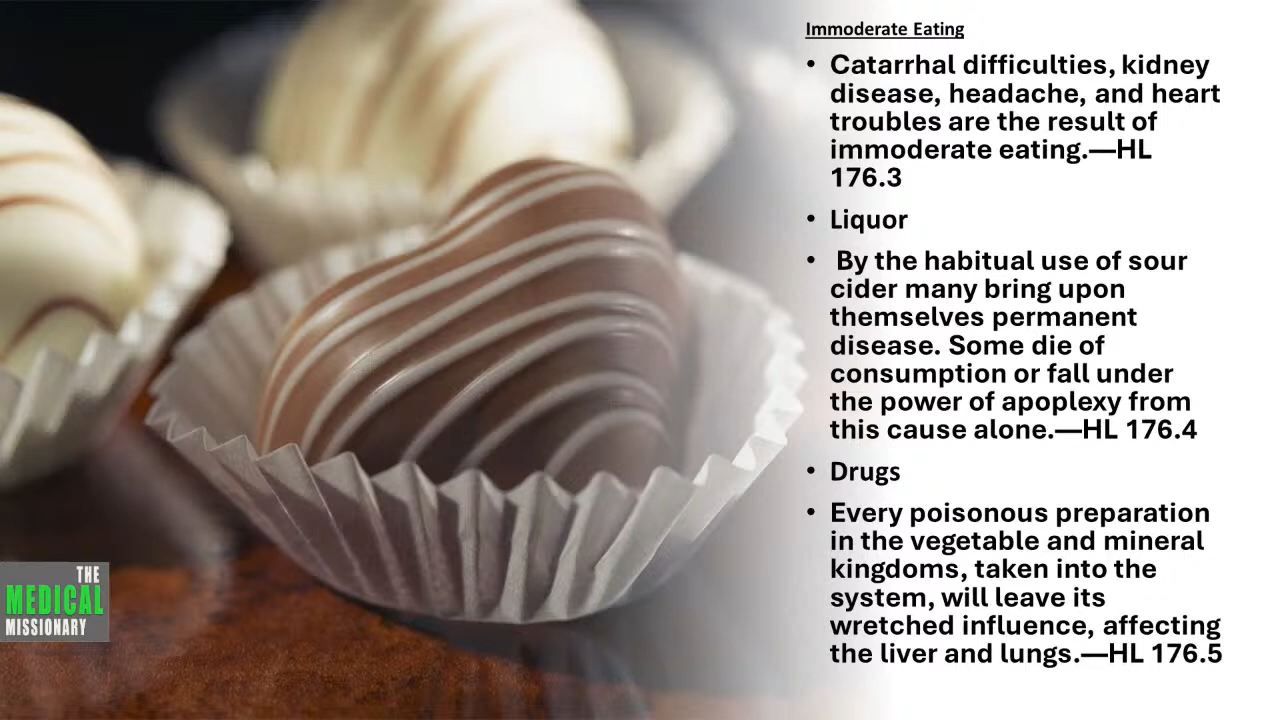 Immoderate Eating
• Catarrhal difficulties, kidney
disease, headache, and heart
troubles are the result of
immoderate eating.—HL
176.3
• Liquor
• By the habitual use of sour
cider many bring upon
themselves permanent
disease. Some die of
consumption or fall under
the power of apoplexy from
this cause alone.—HL 176.4
• Drugs
• Every poisonous preparation
in the vegetable and mineral
kingdoms, taken into the
system, will leave its
wretched influence, affecting
the liver and lungs.—HL 176.5
THE
MEDICAL
MISSIONARY